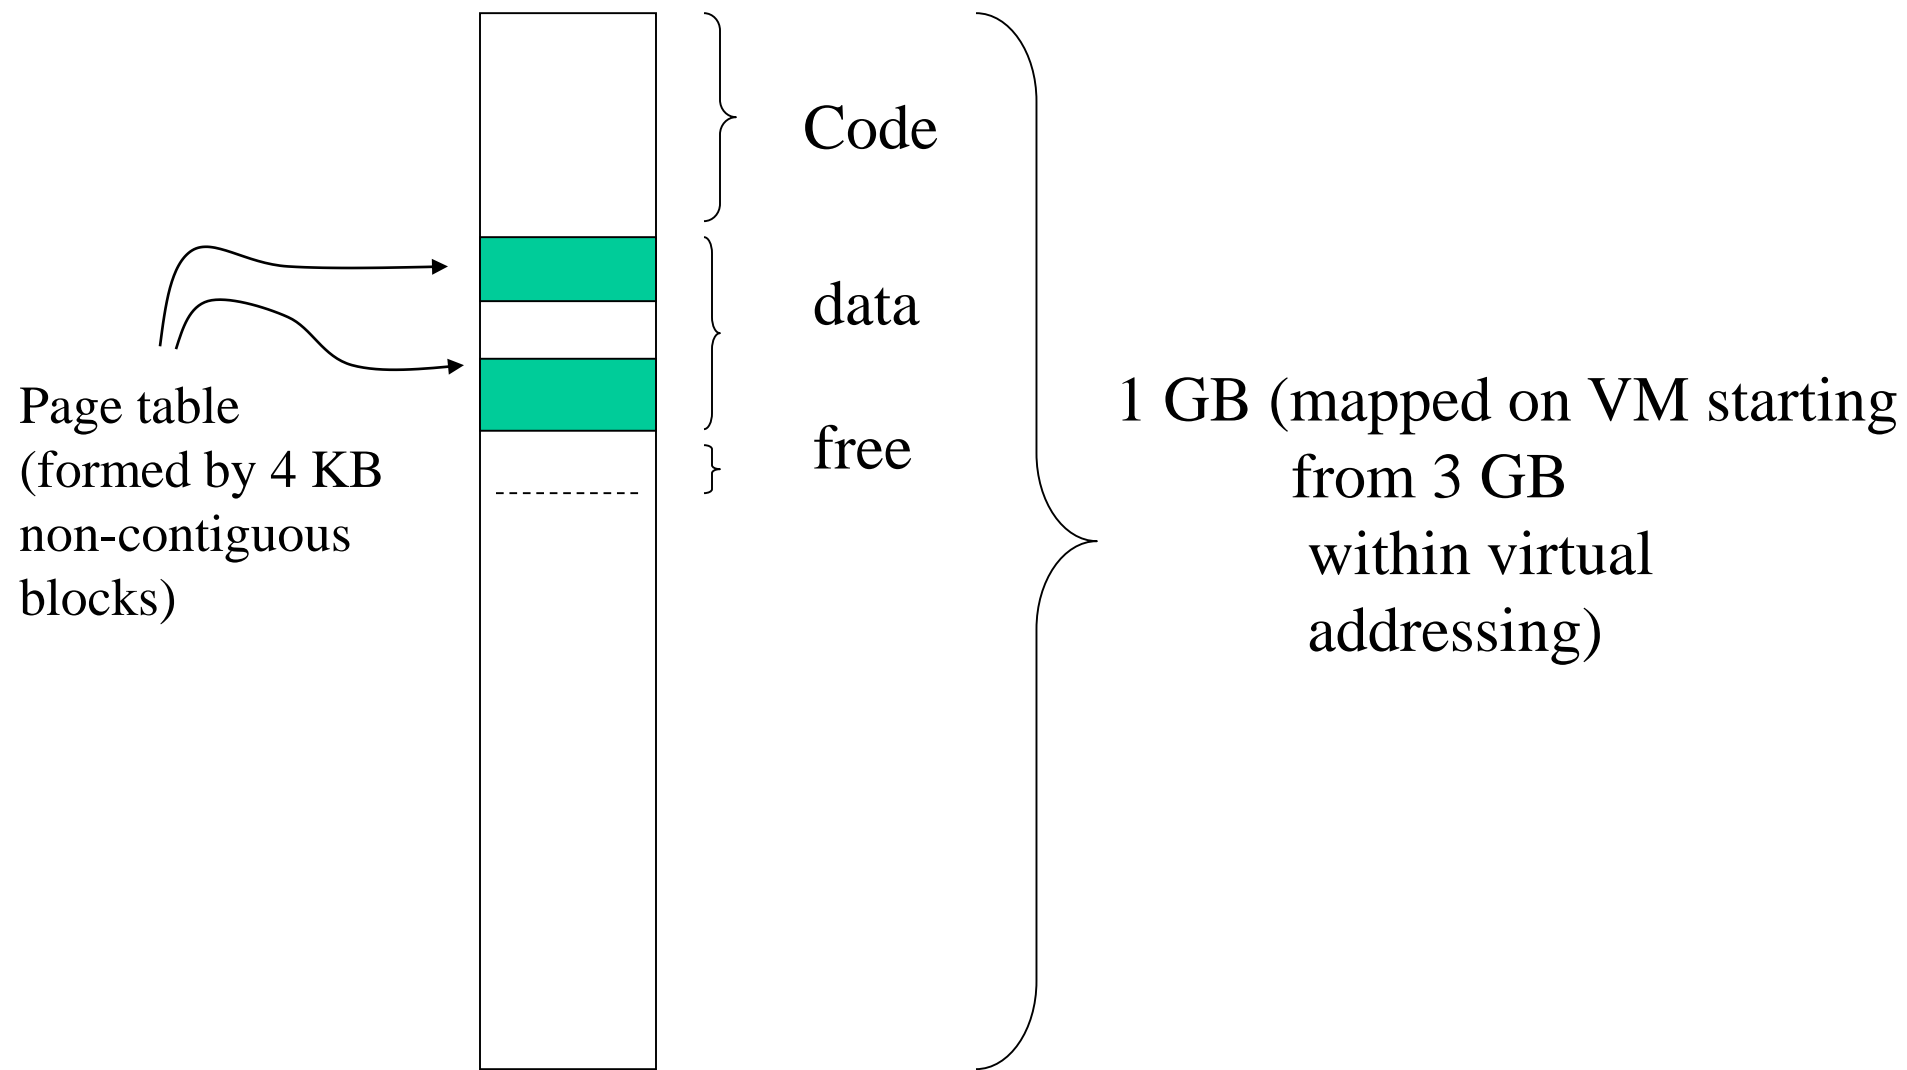 Code
data
free
Page table
(formed by 4 KB
non-contiguous
blocks)
1 GB (mapped on VM starting
from 3 GB
within virtual
addressing)